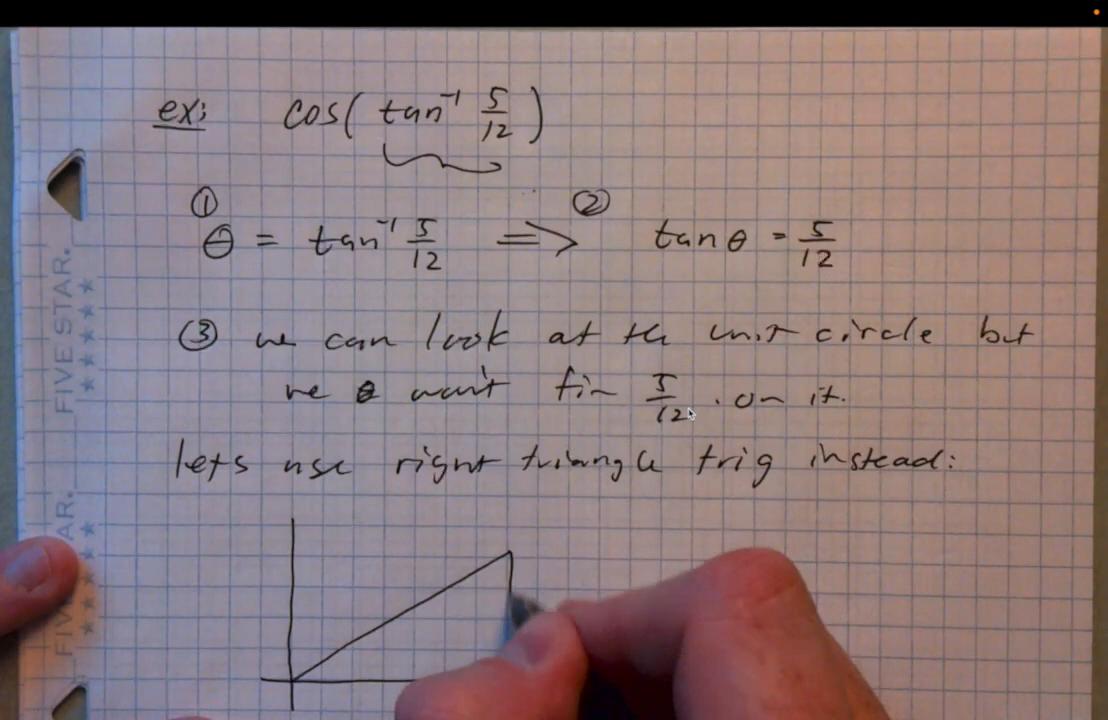 ex: cos( tan⁻¹ 5/12 )
① θ = tan⁻¹ 5/12 => ② tan θ = 5/12
③ we can look at the unit circle but
we won't fin 5/12 . on it.
lets use right triangle trig instead:
FIVE STAR.
FIVE STAR.